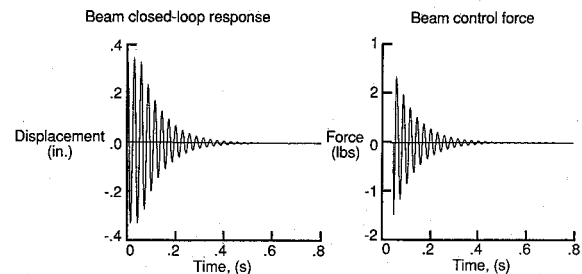 Beam closed-loop response
.4
.2
Displacement
(in.)
.0
-.2
-.4
0 .2 .4 .6 .8
Time, (s)
Beam control force
1
2
Force
(lbs)
0
-1
-2
0 .2 .4 .6 .8
Time, (s)